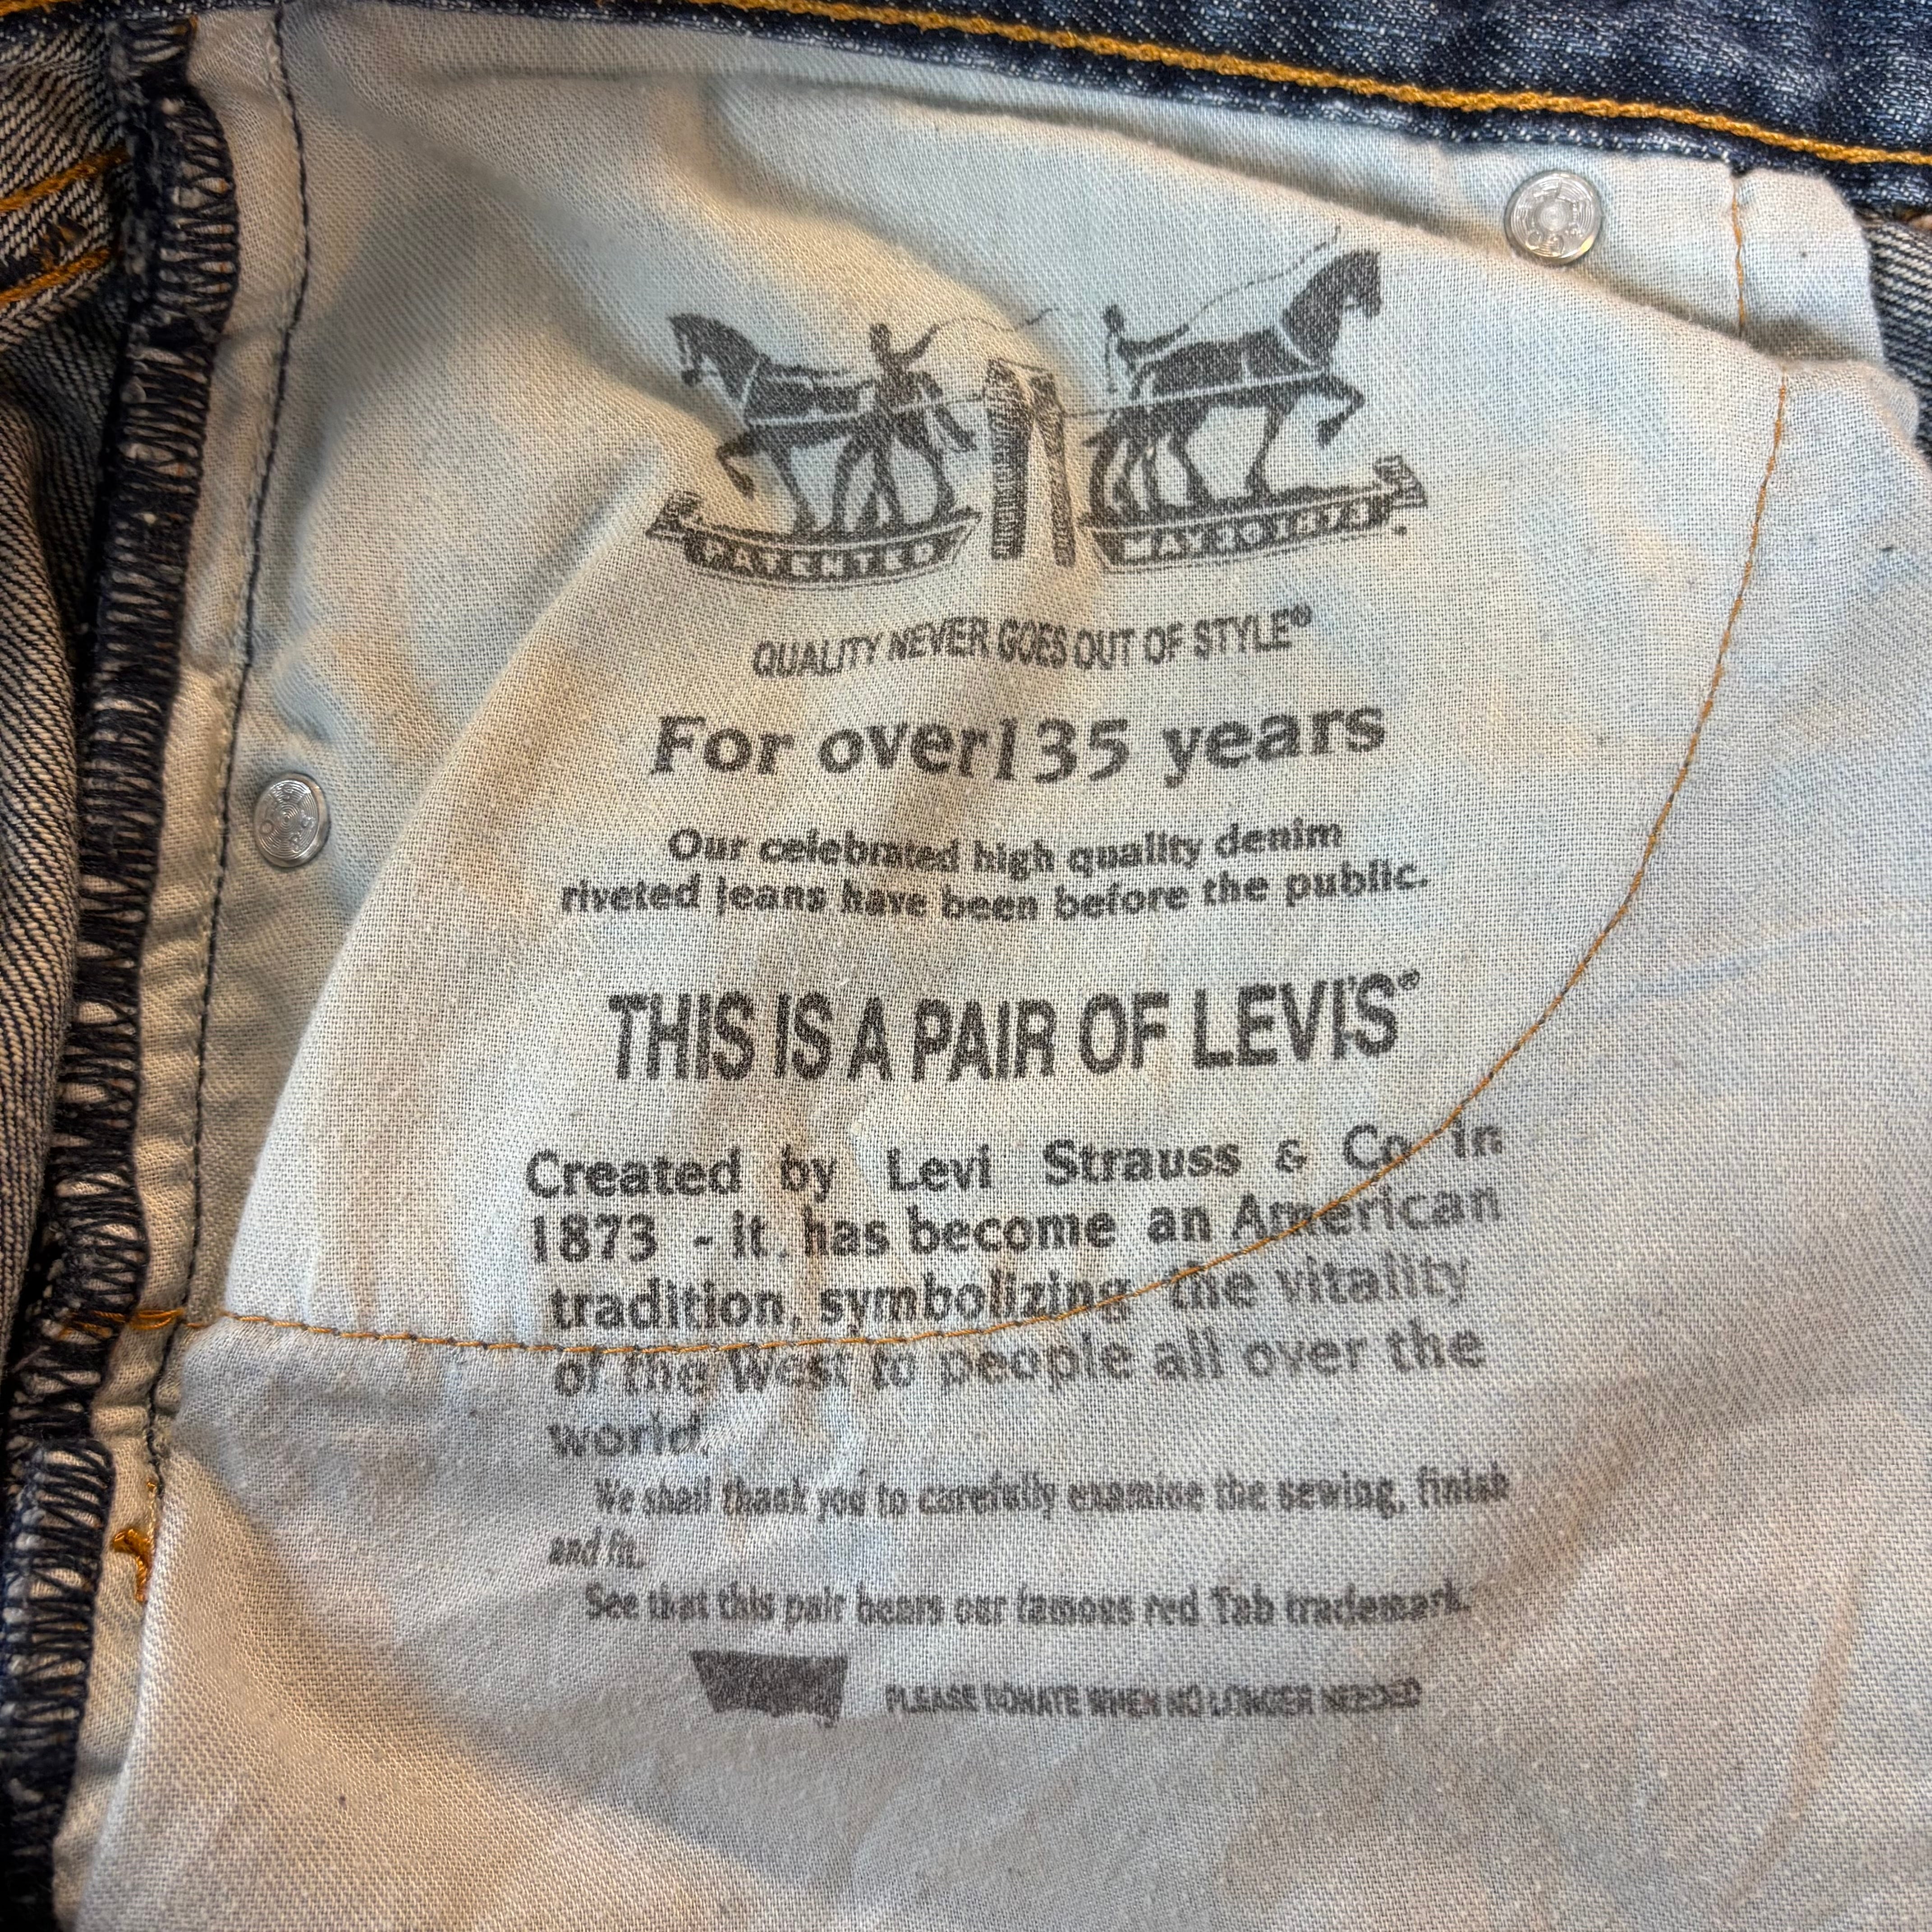 PATENTED MAY 20 1873
QUALITY NEVER GOES OUT OF STYLE®
For over 135 years
Our celebrated high quality denim
riveted jeans have been before the public.
THIS IS A PAIR OF LEVI'S®
Created by Levi Strauss & Co in
1873 - it has become an American
tradition, symbolizing the vitality
of the West to people all over the
world.
We shall thank you to carefully examine the sewing, finish
and fit.
See that this pair bears our famous red Tab trademark.
PLEASE DONATE WHEN NO LONGER NEEDED